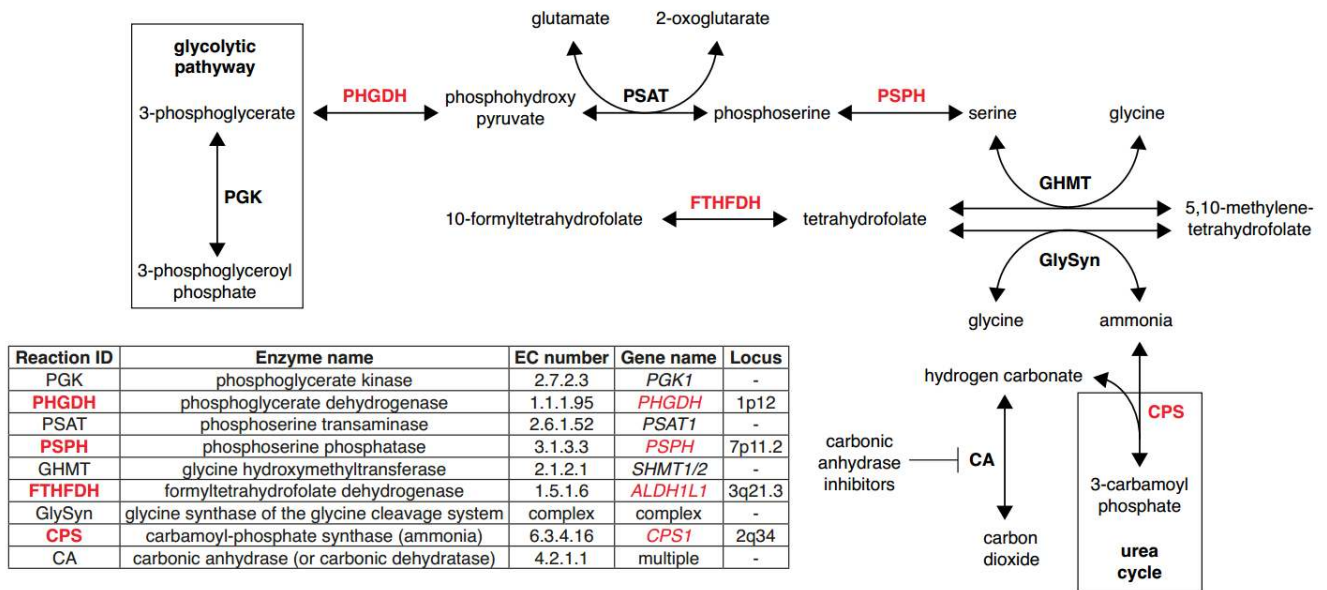 glutamate 2-oxoglutarate
glycolytic
pathyway
3-phosphoglycerate
PHGDH
phosphohydroxy
pyruvate
PSAT
phosphoserine
PSPH
serine
glycine
PGK
GHMT
FTHFDH
10-formyltetrahydrofolate
tetrahydrofolate
5,10-methylene-
tetrahydrofolate
GlySyn
3-phosphoglyceroyl
phosphate
glycine
ammonia
Reaction ID Enzyme name EC number Gene name Locus
PGK phosphoglycerate kinase 2.7.2.3 PGK1 -
PHGDH phosphoglycerate dehydrogenase 1.1.1.95 PHGDH 1p12
PSAT phosphoserine transaminase 2.6.1.52 PSAT1 -
PSPH phosphoserine phosphatase 3.1.3.3 PSPH 7p11.2
GHMT glycine hydroxymethyltransferase 2.1.2.1 SHMT1/2 -
FTHFDH formyltetrahydrofolate dehydrogenase 1.5.1.6 ALDH1L1 3q21.3
GlySyn glycine synthase of the glycine cleavage system complex complex -
CPS carbamoyl-phosphate synthase (ammonia) 6.3.4.16 CPS1 2q34
CA carbonic anhydrase (or carbonic dehydratase) 4.2.1.1 multiple -
hydrogen carbonate
CPS
carbonic
anhydrase
inhibitors
CA
3-carbamoyl
phosphate
carbon
dioxide
urea
cycle